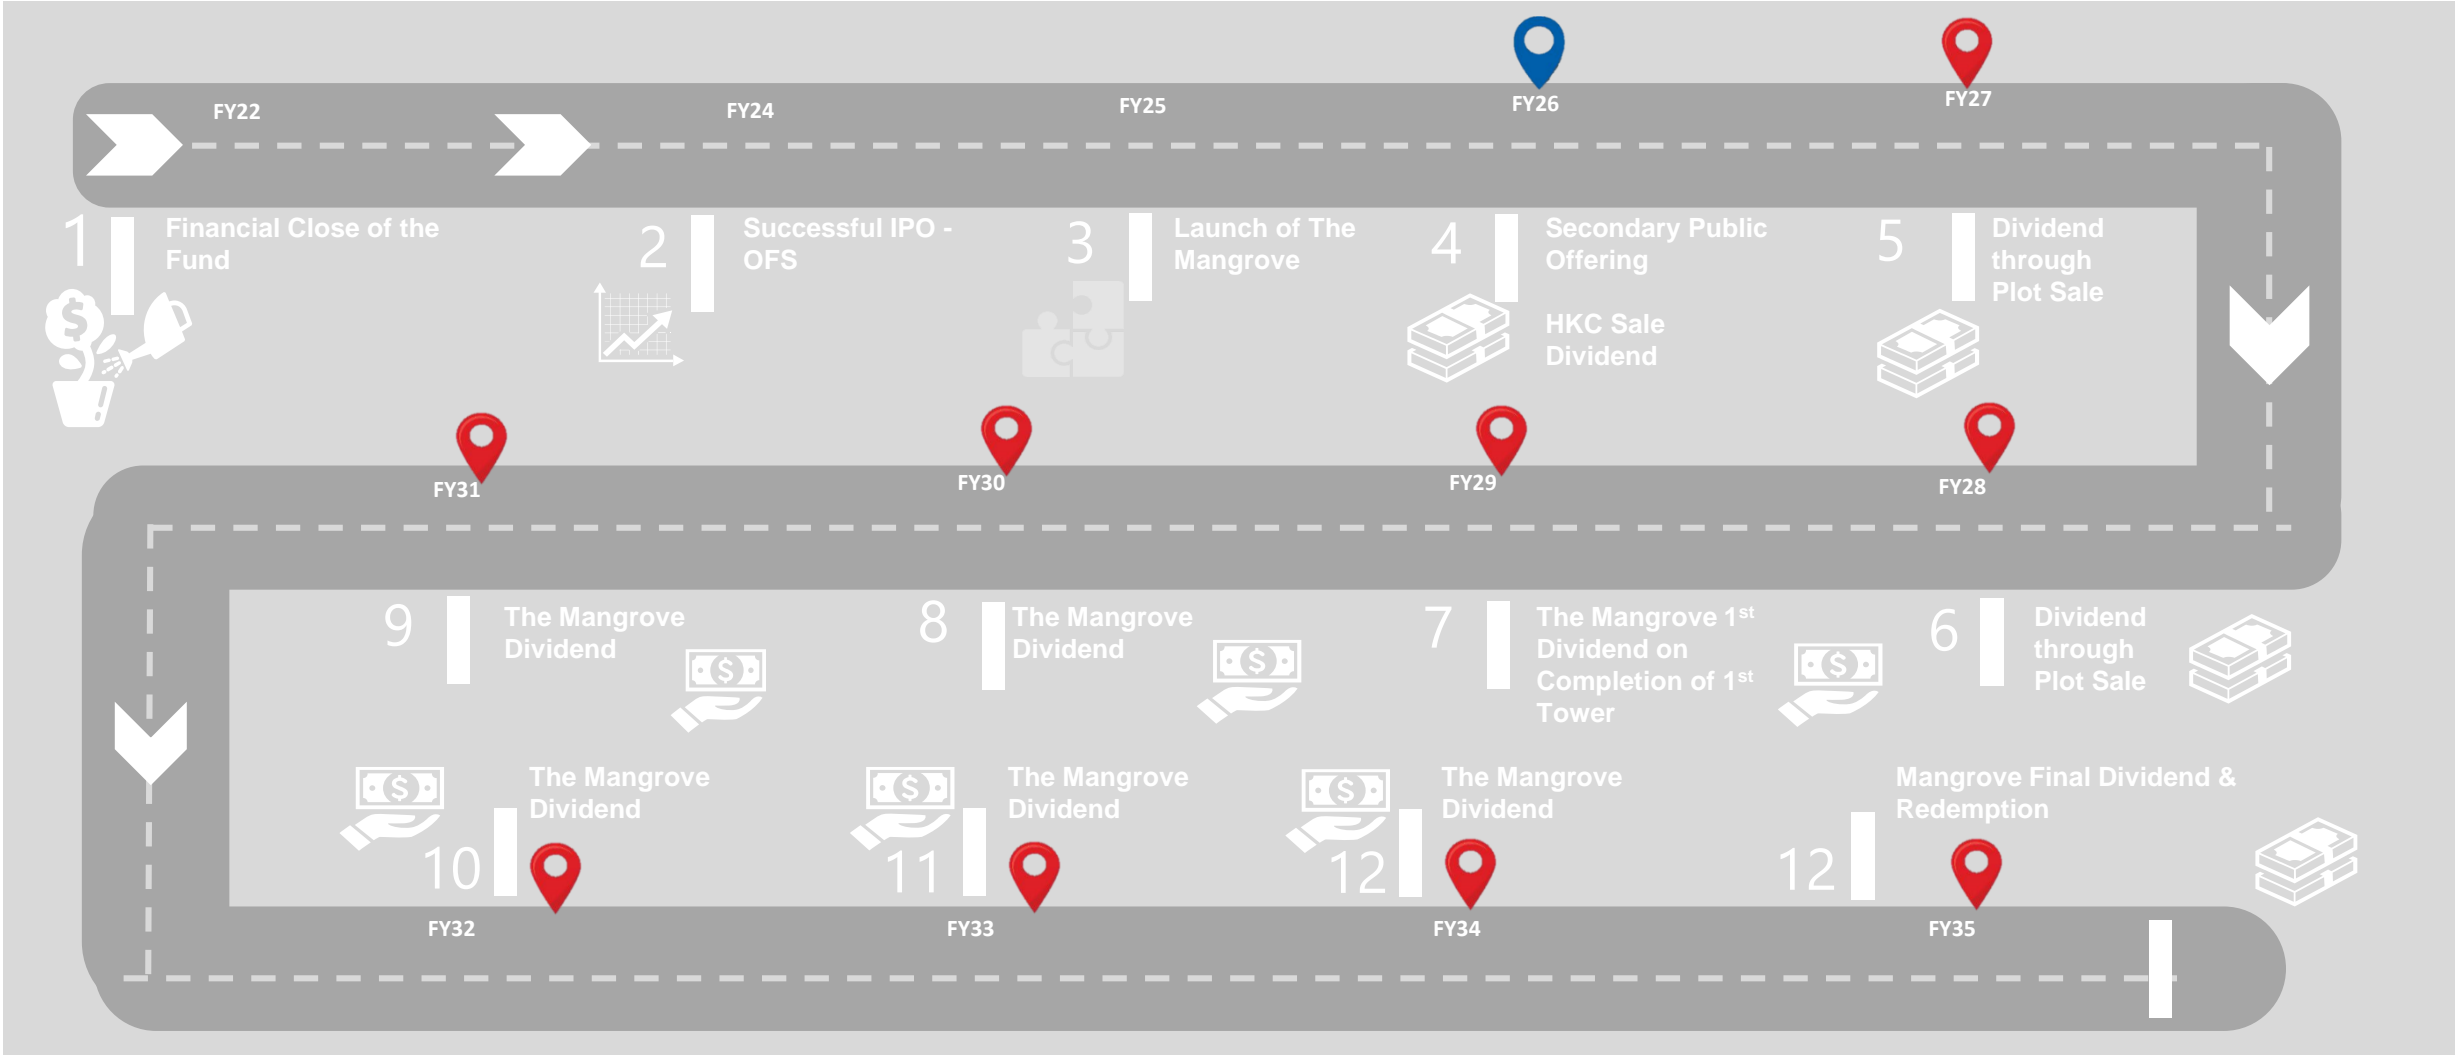 FY22
FY24
FY25
FY26
FY27
1
Financial Close of the
Fund
2
Successful IPO -
OFS
3
Launch of The
Mangrove
4
Secondary Public
Offering
HKC Sale
Dividend
5
Dividend
through
Plot Sale
FY31
FY30
FY29
FY28
9
The Mangrove
Dividend
8
The Mangrove
Dividend
7
The Mangrove 1st
Dividend on
Completion of 1st
Tower
6
Dividend
through
Plot Sale
The Mangrove
Dividend
10
The Mangrove
Dividend
11
The Mangrove
Dividend
12
Mangrove Final Dividend &
Redemption
12
FY32
FY33
FY34
FY35